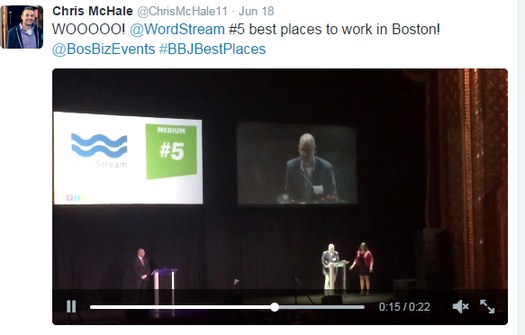 Chris McHale @ChrisMcHale11 · Jun 18
WOOOOO! @WordStream #5 best places to work in Boston!
@BosBizEvents #BBJBestPlaces
MEDIUM
#5
Stream
0:15 / 0:22